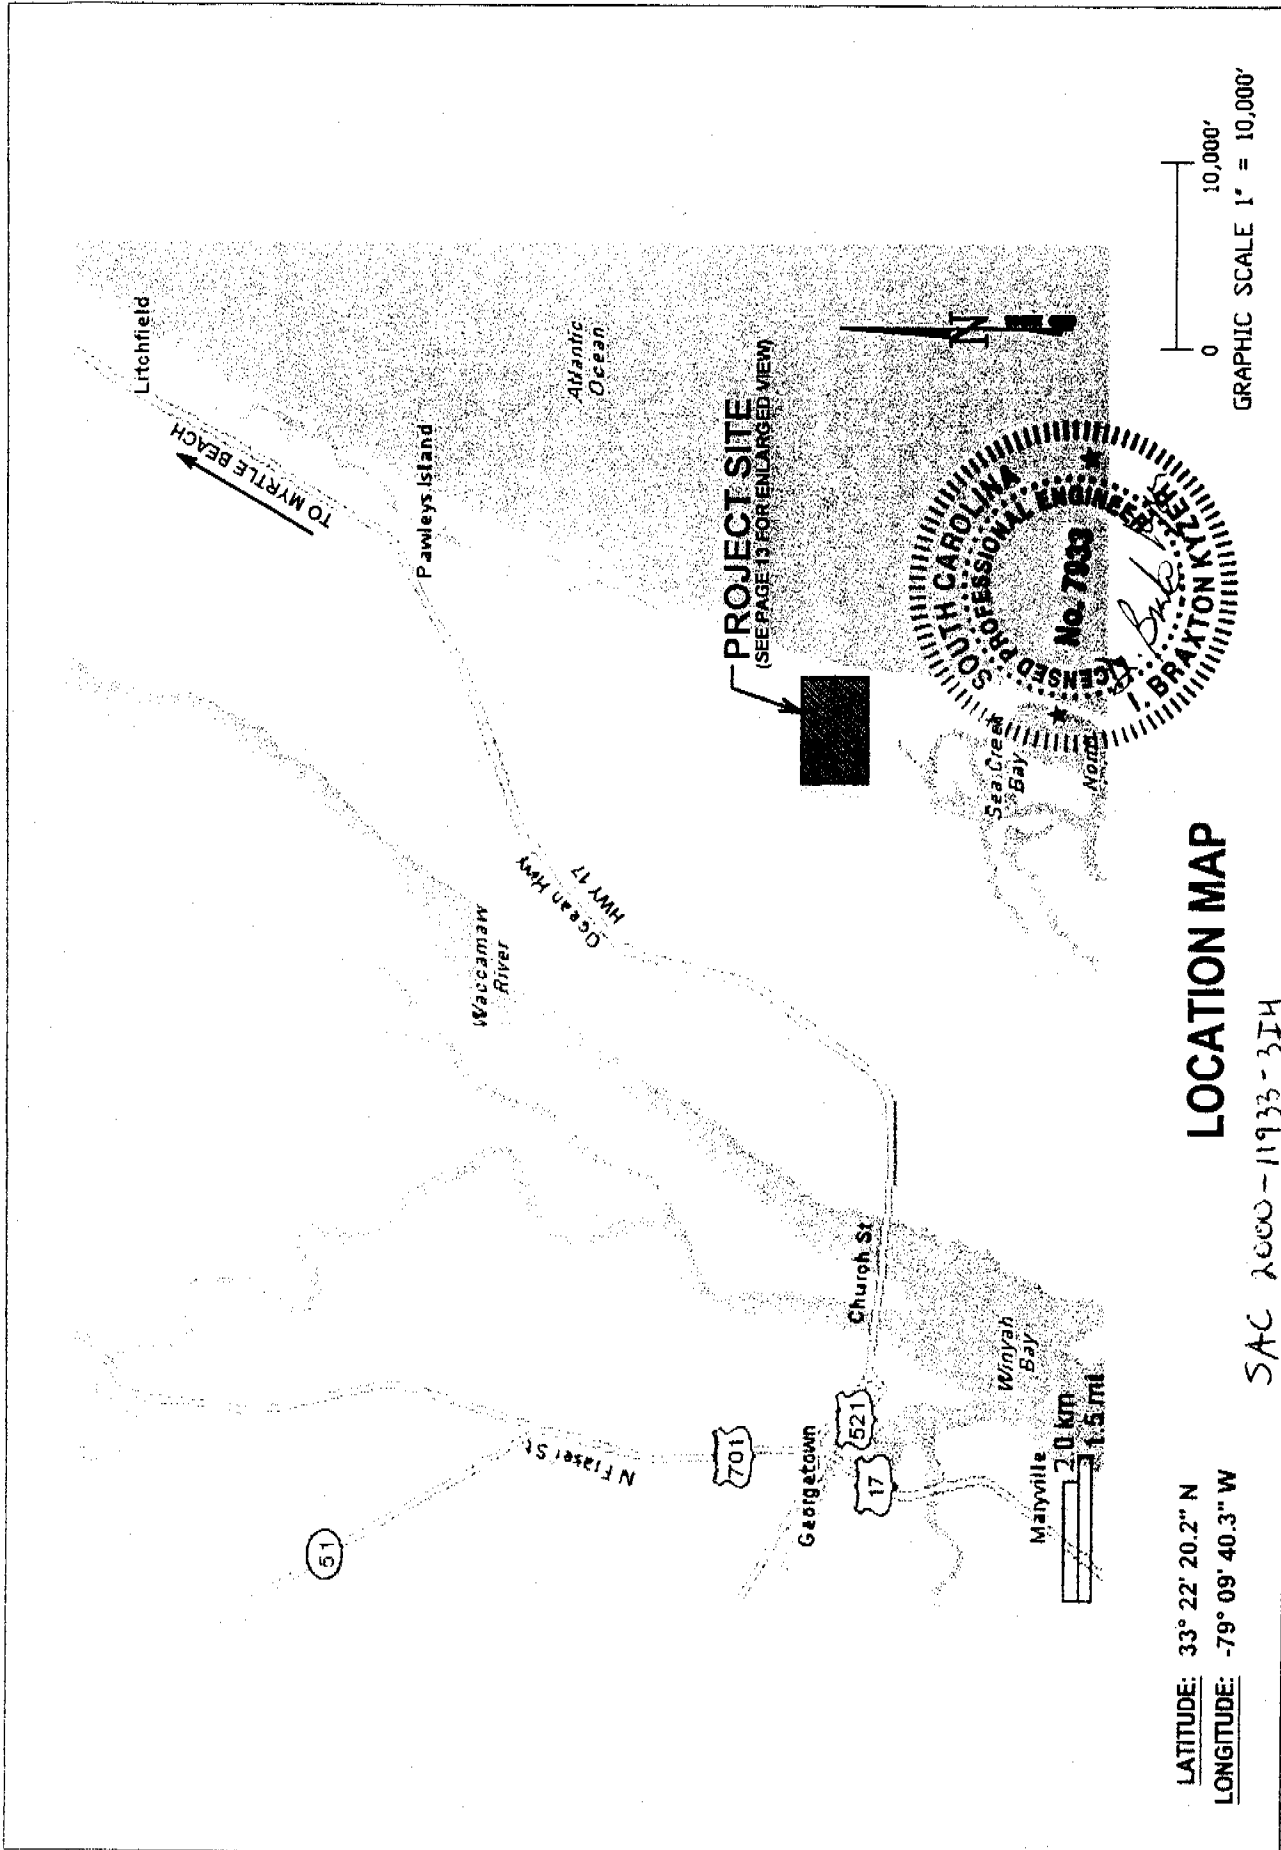 Litchfield
TO MYRTLE BEACH
Pawleys Island
Atlantic
Ocean
Waccamaw
River
Ocean Hwy
HWY 17
PROJECT SITE
(SEE PAGE 13 FOR ENLARGED VIEW)
N
51
N Fraser St
701
Georgetown
521
17
Church St
Winyah
Bay
Maryville
2.0 km
1.5 mi
Sea Creek
Bay
SOUTH CAROLINA
LICENSED PROFESSIONAL ENGINEER
No. 7933
I. BRAXTON KYZER
0 10,000'
GRAPHIC SCALE 1" = 10,000'
LOCATION MAP
LATITUDE: 33° 22' 20.2" N
LONGITUDE: -79° 09' 40.3" W
SAC 2000-11933-3IH